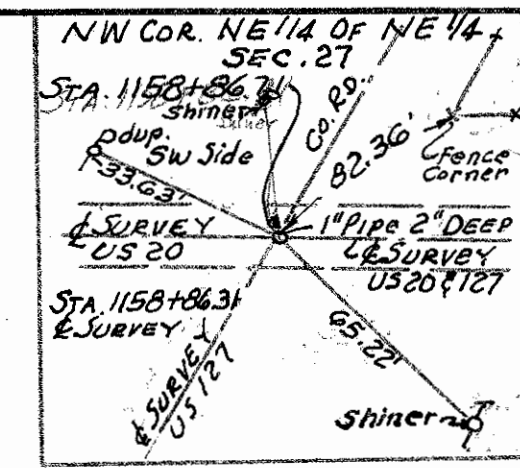 NW COR. NE 1/4 OF NE 1/4
SEC. 27
STA. 1158+86.71
shiner
CO. RD.
82.36'
Fence
Corner
SW Side
33.63'
1" Pipe 2" DEEP
℄ SURVEY
US 20
℄ SURVEY
US 20 & 127
STA. 1158+86.31
℄ SURVEY
℄ SURVEY
US 127
65.22'
shiner